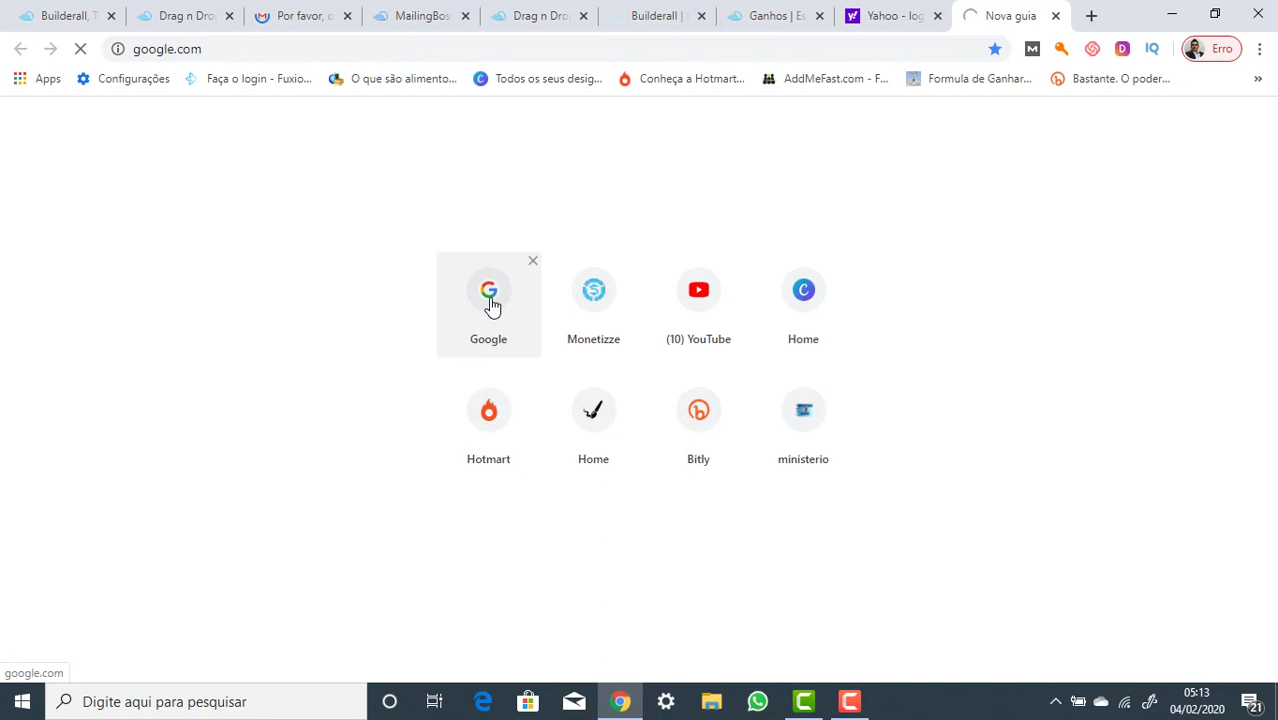 Builderall, T
Drag n Dro
Por favor, c
MailingBos
Drag n Dro
Builderall |
Ganhos | Es
Yahoo - log
Nova guia
google.com
Erro
Apps
Configurações
Faça o login - Fuxio...
O que são alimento...
Todos os seus desig...
Conheça a Hotmart...
AddMeFast.com - F...
Formula de Ganhar...
Bastante. O poder...
Google
Monetizze
(10) YouTube
Home
Hotmart
Home
Bitly
ministerio
google.com
Digite aqui para pesquisar
05:13
04/02/2020
21